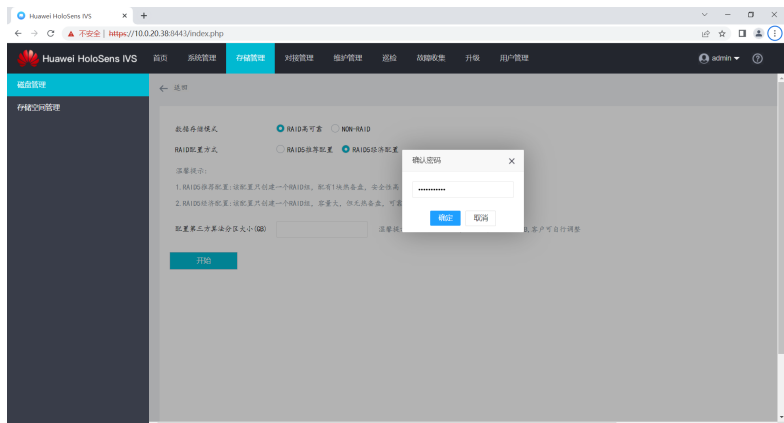 Huawei HoloSens IVS
不安全 | https://10.0.20.38:8443/index.php
Huawei HoloSens IVS 首页 系统管理 存储管理 对接管理 维护管理 巡检 故障收集 升级 用户管理 admin
磁盘管理
存储空间管理
返回
数据存储模式 RAID高可靠 NON-RAID
RAID配置方式 RAID5推荐配置 RAID5经济配置
温馨提示:
1.RAID5推荐配置:该配置只创建一个RAID组, 配有1块热备盘, 安全性高
2.RAID5经济配置:该配置只创建一个RAID组, 容量大, 但无热备盘, 可靠
配置第三方算法分区大小(GB) 温馨提 客户可自行调整
开始
确认密码
确定 取消